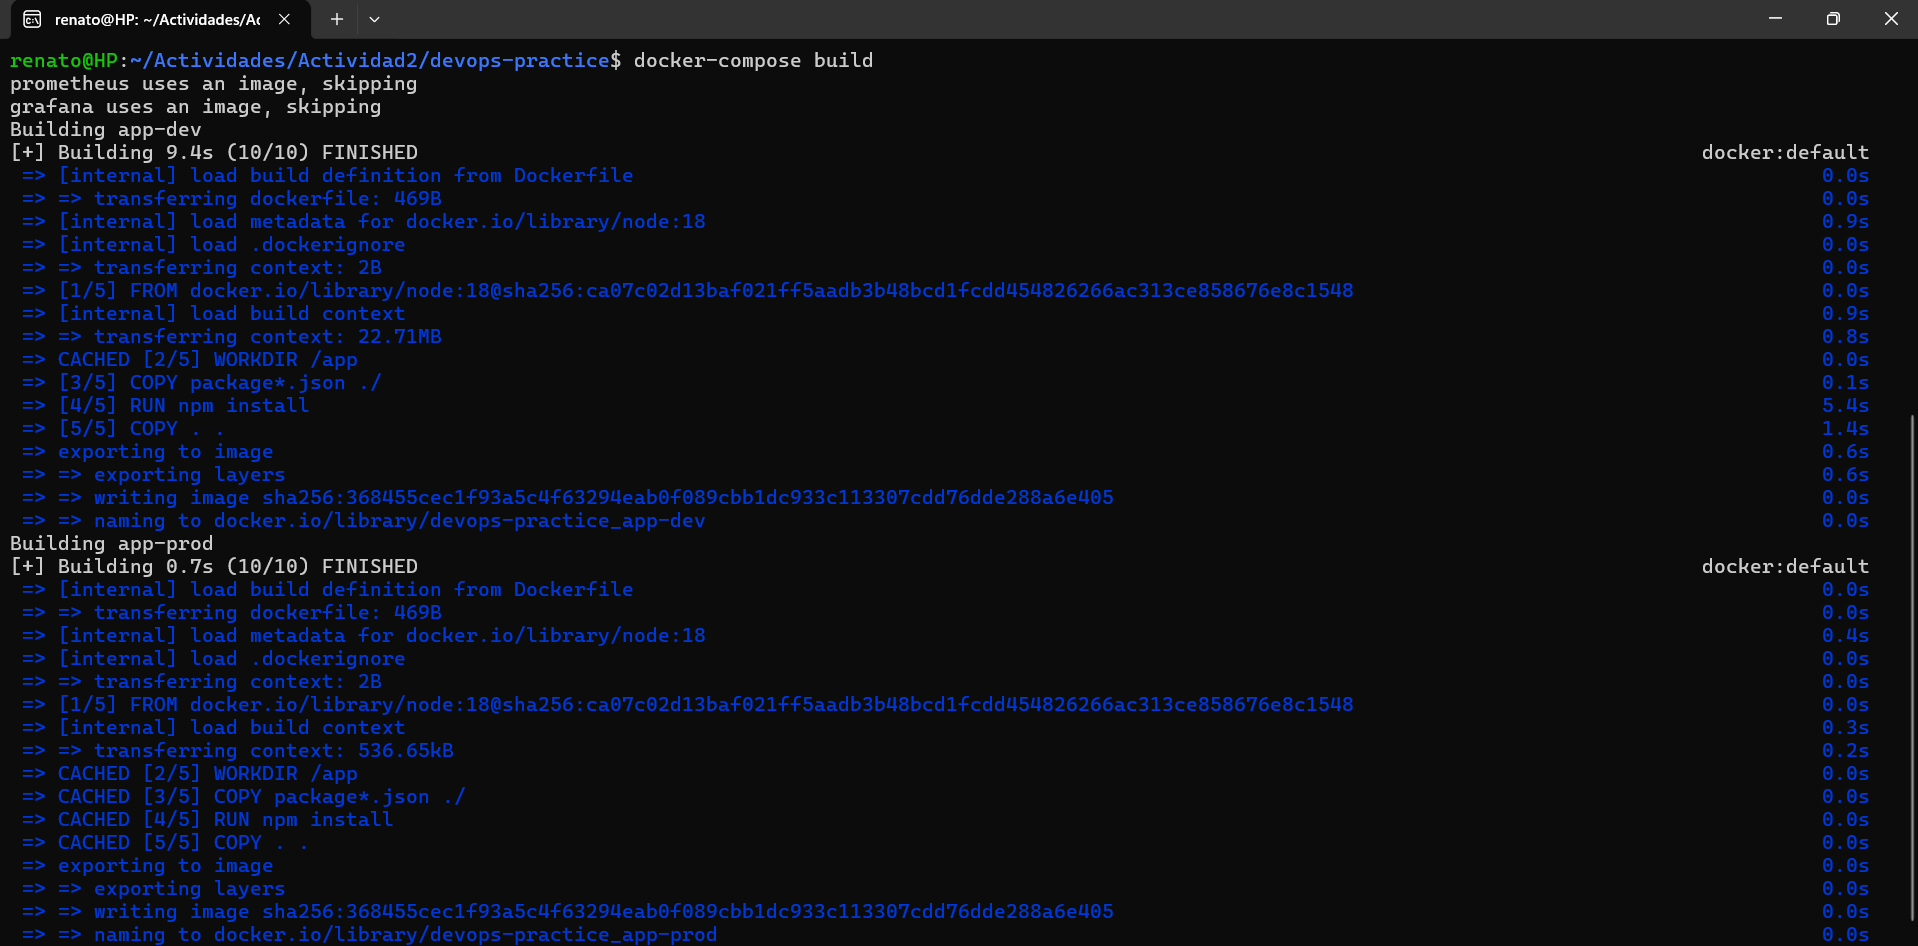 renato@HP: ~/Actividades/Ac
renato@HP:~/Actividades/Actividad2/devops-practice$ docker-compose build
prometheus uses an image, skipping
grafana uses an image, skipping
Building app-dev
[+] Building 9.4s (10/10) FINISHED docker:default
=> [internal] load build definition from Dockerfile 0.0s
=> => transferring dockerfile: 469B 0.0s
=> [internal] load metadata for docker.io/library/node:18 0.9s
=> [internal] load .dockerignore 0.0s
=> => transferring context: 2B 0.0s
=> [1/5] FROM docker.io/library/node:18@sha256:ca07c02d13baf021ff5aadb3b48bcd1fcdd454826266ac313ce858676e8c1548 0.0s
=> [internal] load build context 0.9s
=> => transferring context: 22.71MB 0.8s
=> CACHED [2/5] WORKDIR /app 0.0s
=> [3/5] COPY package*.json ./ 0.1s
=> [4/5] RUN npm install 5.4s
=> [5/5] COPY . . 1.4s
=> exporting to image 0.6s
=> => exporting layers 0.6s
=> => writing image sha256:368455cec1f93a5c4f63294eab0f089cbb1dc933c113307cdd76dde288a6e405 0.0s
=> => naming to docker.io/library/devops-practice_app-dev 0.0s
Building app-prod
[+] Building 0.7s (10/10) FINISHED docker:default
=> [internal] load build definition from Dockerfile 0.0s
=> => transferring dockerfile: 469B 0.0s
=> [internal] load metadata for docker.io/library/node:18 0.4s
=> [internal] load .dockerignore 0.0s
=> => transferring context: 2B 0.0s
=> [1/5] FROM docker.io/library/node:18@sha256:ca07c02d13baf021ff5aadb3b48bcd1fcdd454826266ac313ce858676e8c1548 0.0s
=> [internal] load build context 0.3s
=> => transferring context: 536.65kB 0.2s
=> CACHED [2/5] WORKDIR /app 0.0s
=> CACHED [3/5] COPY package*.json ./ 0.0s
=> CACHED [4/5] RUN npm install 0.0s
=> CACHED [5/5] COPY . . 0.0s
=> exporting to image 0.0s
=> => exporting layers 0.0s
=> => writing image sha256:368455cec1f93a5c4f63294eab0f089cbb1dc933c113307cdd76dde288a6e405 0.0s
=> => naming to docker.io/library/devops-practice_app-prod 0.0s